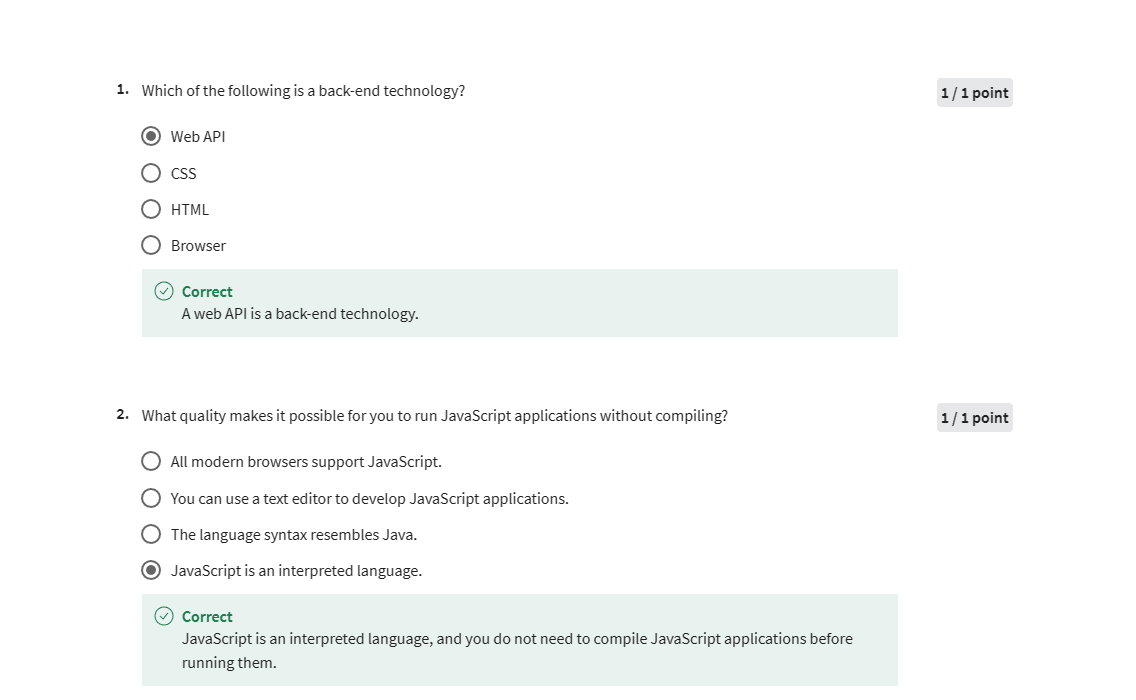 1. Which of the following is a back-end technology?
1 / 1 point
Web API
CSS
HTML
Browser
Correct
A web API is a back-end technology.
2. What quality makes it possible for you to run JavaScript applications without compiling?
1 / 1 point
All modern browsers support JavaScript.
You can use a text editor to develop JavaScript applications.
The language syntax resembles Java.
JavaScript is an interpreted language.
Correct
JavaScript is an interpreted language, and you do not need to compile JavaScript applications before
running them.